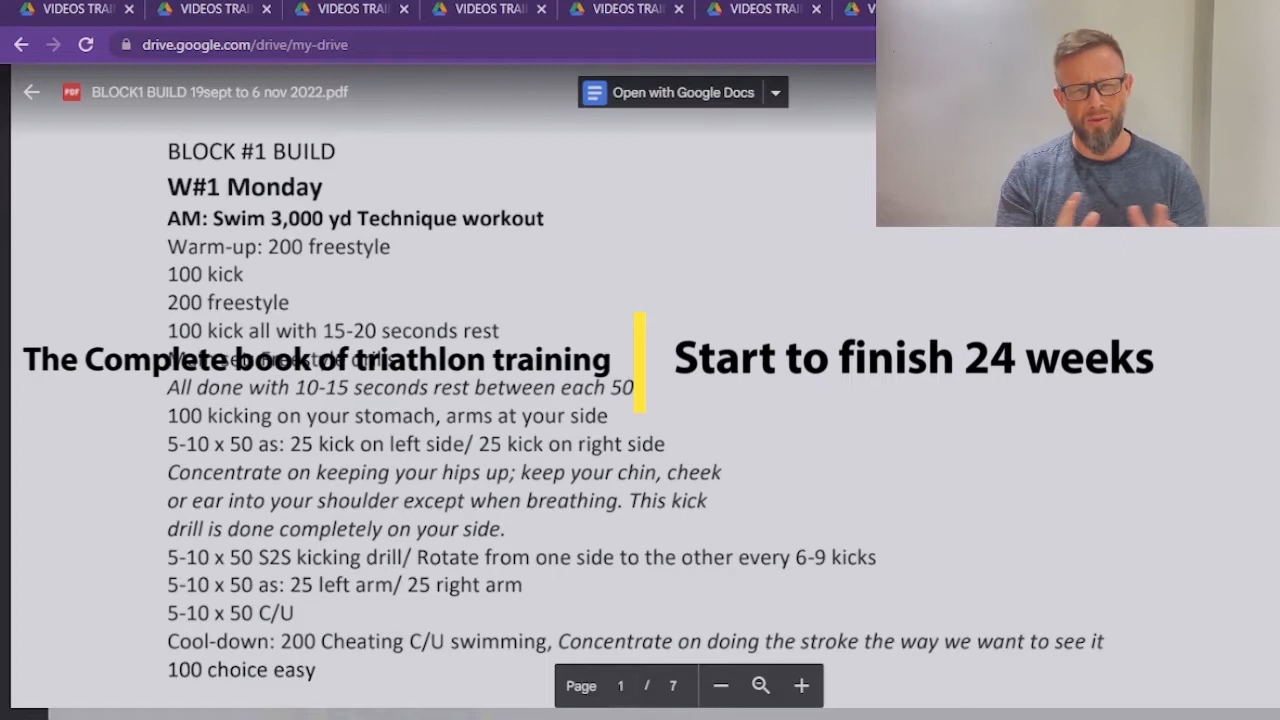 VIDEOS TRAI
VIDEOS TRAI
VIDEOS TRAI
VIDEOS TRAI
VIDEOS TRAI
VIDEOS TRAI
VI
drive.google.com/drive/my-drive
PDF BLOCK1 BUILD 19sept to 6 nov 2022.pdf
Open with Google Docs
BLOCK #1 BUILD
W#1 Monday
AM: Swim 3,000 yd Technique workout
Warm-up: 200 freestyle
100 kick
200 freestyle
100 kick all with 15-20 seconds rest
The Complete book of triathlon training
Start to finish 24 weeks
All done with 10-15 seconds rest between each 50
100 kicking on your stomach, arms at your side
5-10 x 50 as: 25 kick on left side/ 25 kick on right side
Concentrate on keeping your hips up; keep your chin, cheek
or ear into your shoulder except when breathing. This kick
drill is done completely on your side.
5-10 x 50 S2S kicking drill/ Rotate from one side to the other every 6-9 kicks
5-10 x 50 as: 25 left arm/ 25 right arm
5-10 x 50 C/U
Cool-down: 200 Cheating C/U swimming, Concentrate on doing the stroke the way we want to see it
100 choice easy
Page 1 / 7